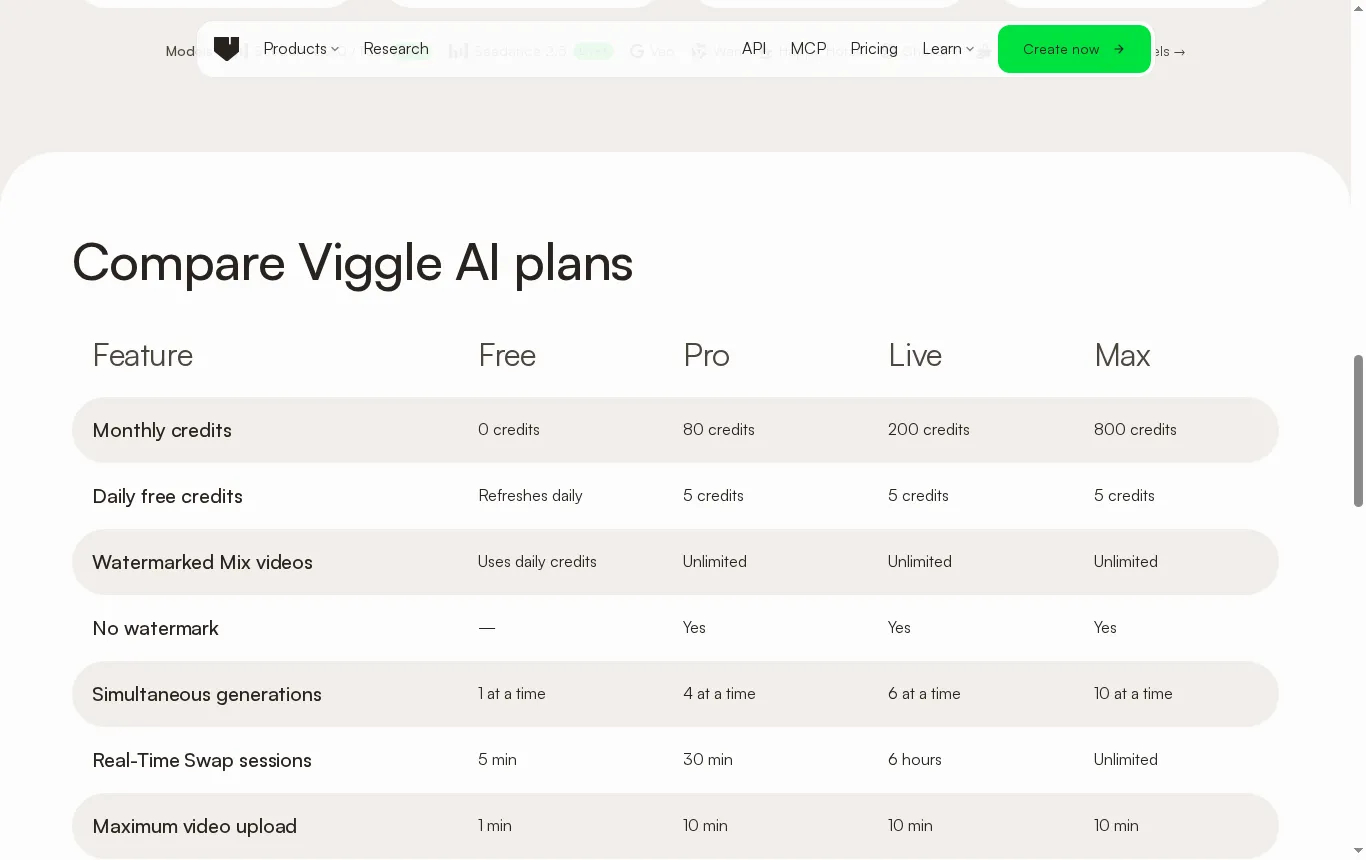 Products
Research
API
MCP
Pricing
Learn
Create now →
Mod
els →
Compare Viggle AI plans
Feature Free Pro Live Max
Monthly credits 0 credits 80 credits 200 credits 800 credits
Daily free credits Refreshes daily 5 credits 5 credits 5 credits
Watermarked Mix videos Uses daily credits Unlimited Unlimited Unlimited
No watermark — Yes Yes Yes
Simultaneous generations 1 at a time 4 at a time 6 at a time 10 at a time
Real-Time Swap sessions 5 min 30 min 6 hours Unlimited
Maximum video upload 1 min 10 min 10 min 10 min